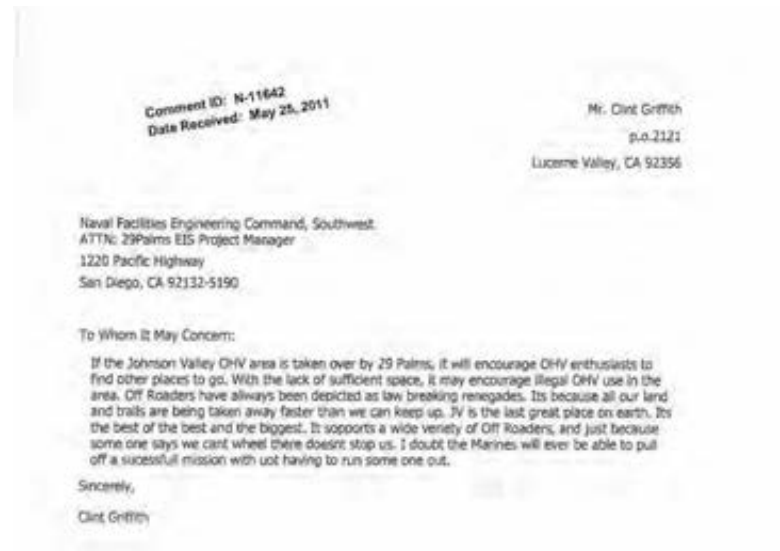 Comment ID: N-11642
Date Received: May 25, 2011
Mr. Clint Griffith
p.o.2121
Lucerne Valley, CA 92356
Naval Facilities Engineering Command, Southwest
ATTN: 29Palms EIS Project Manager
1220 Pacific Highway
San Diego, CA 92132-5190
To Whom It May Concern:
If the Johnson Valley OHV area is taken over by 29 Palms, it will encourage OHV enthusiasts to
find other places to go. With the lack of sufficient space, it may encourage illegal OHV use in the
area. Off Roaders have allways been depicted as law breaking renegades. Its because all our land
and trails are being taken away faster than we can keep up. JV is the last great place on earth. Its
the best of the best and the biggest. It sopports a wide veriety of Off Roaders, and just because
some one says we cant wheel there doesnt stop us. I doubt the Marines will ever be able to pull
off a sucessfull mission with uot having to run some one out.
Sincerely,
Clint Griffith